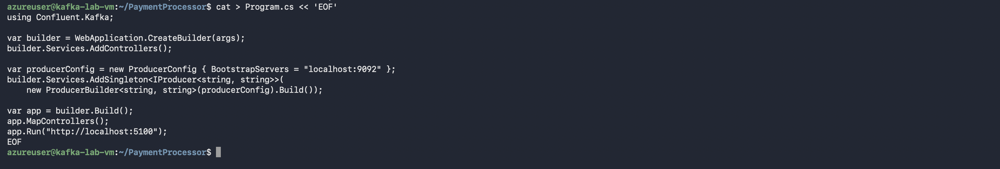 azureuser@kafka-lab-vm:~/PaymentProcessor$ cat > Program.cs << 'EOF'
using Confluent.Kafka;

var builder = WebApplication.CreateBuilder(args);
builder.Services.AddControllers();

var producerConfig = new ProducerConfig { BootstrapServers = "localhost:9092" };
builder.Services.AddSingleton<IProducer<string, string>>(
    new ProducerBuilder<string, string>(producerConfig).Build());

var app = builder.Build();
app.MapControllers();
app.Run("http://localhost:5100");
EOF
azureuser@kafka-lab-vm:~/PaymentProcessor$